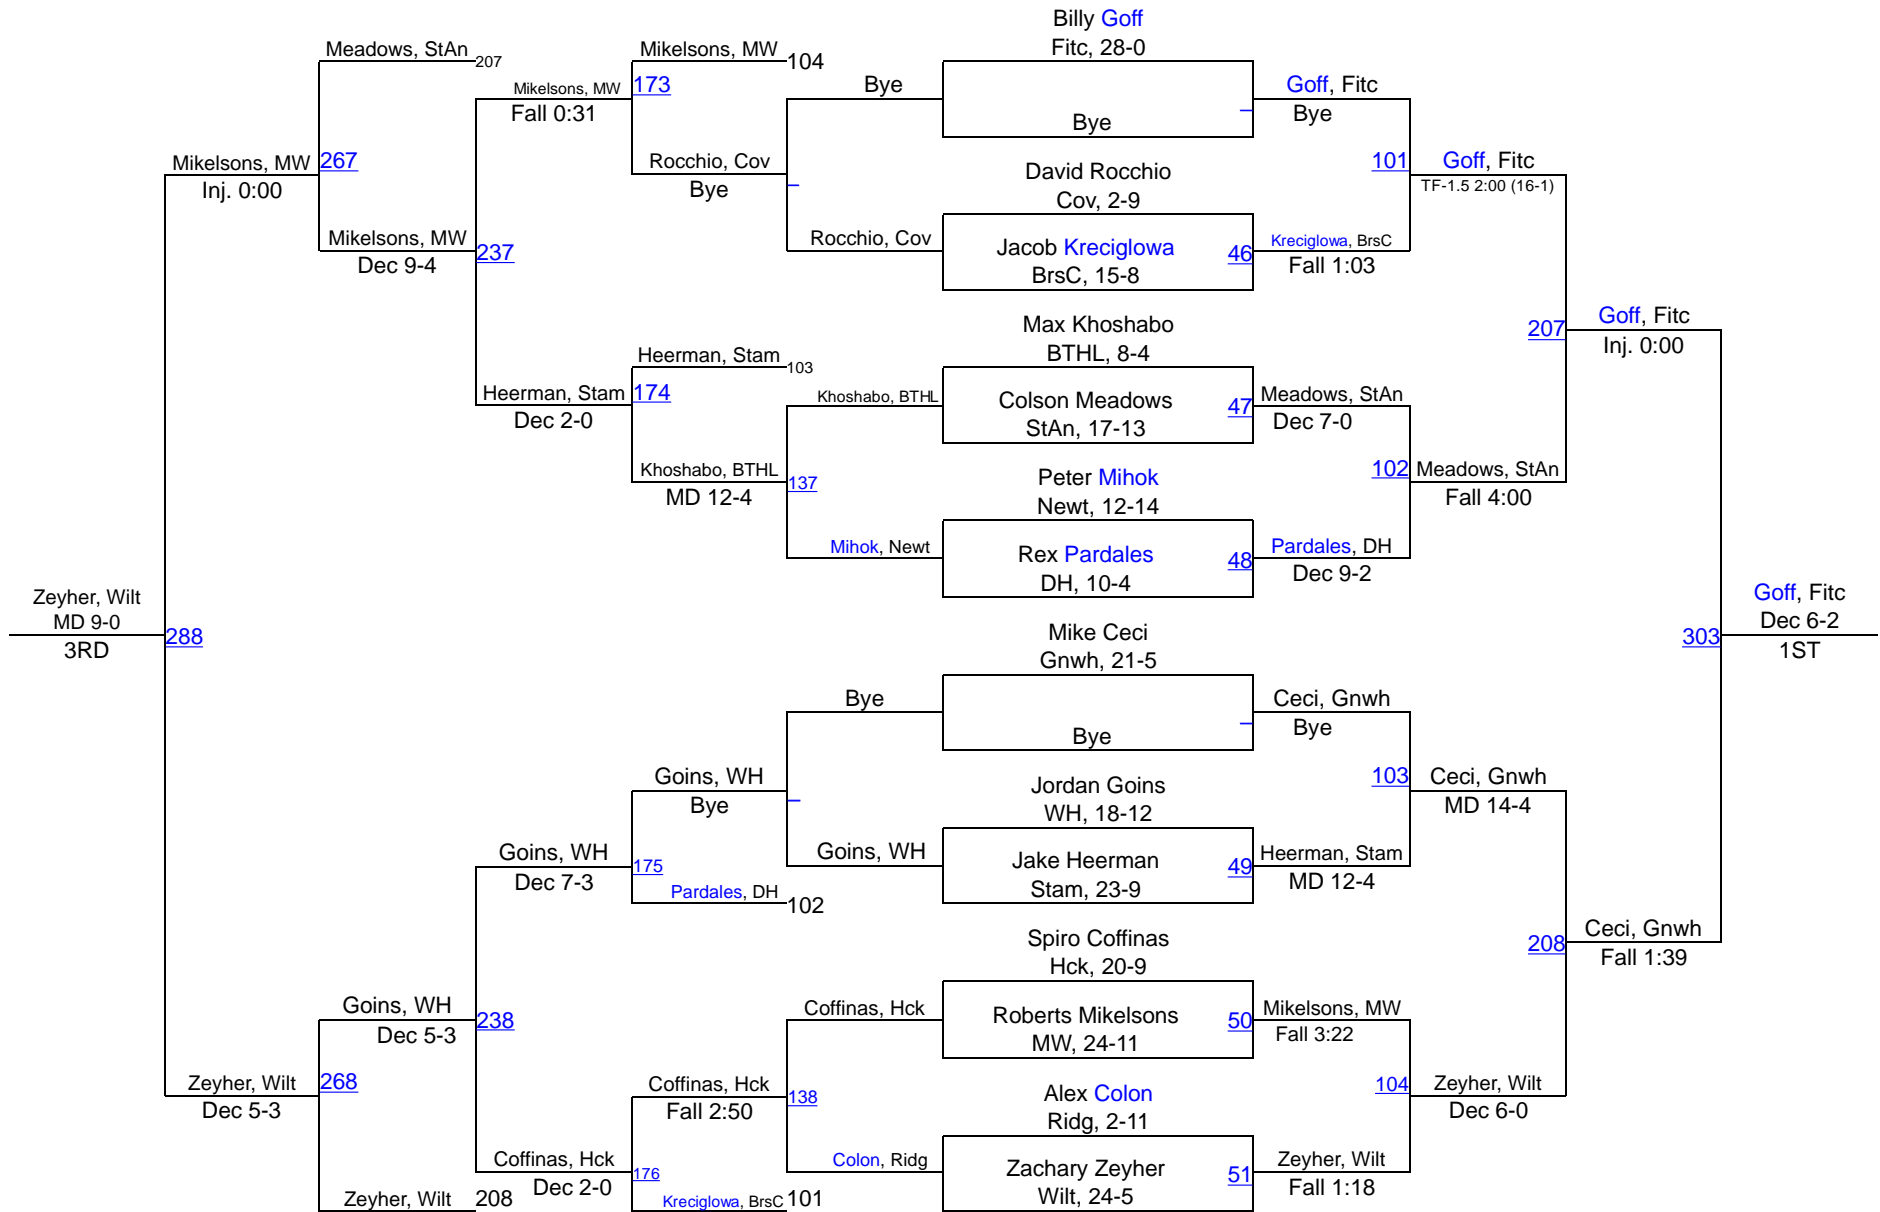 Billy Goff
Fitc, 28-0
Bye
David Rocchio
Cov, 2-9
Jacob Kreciglowa
BrsC, 15-8
46
Max Khoshabo
BTHL, 8-4
Colson Meadows
StAn, 17-13
47
Peter Mihok
Newt, 12-14
Rex Pardales
DH, 10-4
48
Mike Ceci
Gnwh, 21-5
Bye
Jordan Goins
WH, 18-12
Jake Heerman
Stam, 23-9
49
Spiro Coffinas
Hck, 20-9
Roberts Mikelsons
MW, 24-11
50
Alex Colon
Ridg, 2-11
Zachary Zeyher
Wilt, 24-5
51
Goff, Fitc
Bye
101
Kreciglowa, BrsC
Fall 1:03
Meadows, StAn
Dec 7-0
102
Pardales, DH
Dec 9-2
Ceci, Gnwh
Bye
103
Heerman, Stam
MD 12-4
Mikelsons, MW
Fall 3:22
104
Zeyher, Wilt
Fall 1:18
Goff, Fitc
TF-1.5 2:00 (16-1)
207
Meadows, StAn
Fall 4:00
Ceci, Gnwh
MD 14-4
208
Zeyher, Wilt
Dec 6-0
Goff, Fitc
Inj. 0:00
303
Ceci, Gnwh
Fall 1:39
Goff, Fitc
Dec 6-2
1ST
Bye
Rocchio, Cov
Khoshabo, BTHL
137
Mihok, Newt
Bye
Goins, WH
Coffinas, Hck
138
Colon, Ridg
Mikelsons, MW 104
173
Rocchio, Cov
Bye
Heerman, Stam 103
174
Khoshabo, BTHL
MD 12-4
Goins, WH
Bye
175
Pardales, DH 102
Coffinas, Hck
Fall 2:50
176
Kreciglowa, BrsC 101
Mikelsons, MW
Fall 0:31
237
Heerman, Stam
Dec 2-0
Goins, WH
Dec 7-3
238
Coffinas, Hck
Dec 2-0
Meadows, StAn 207
267
Mikelsons, MW
Dec 9-4
Goins, WH
Dec 5-3
268
Zeyher, Wilt 208
Mikelsons, MW
Inj. 0:00
288
Zeyher, Wilt
Dec 5-3
Zeyher, Wilt
MD 9-0
3RD